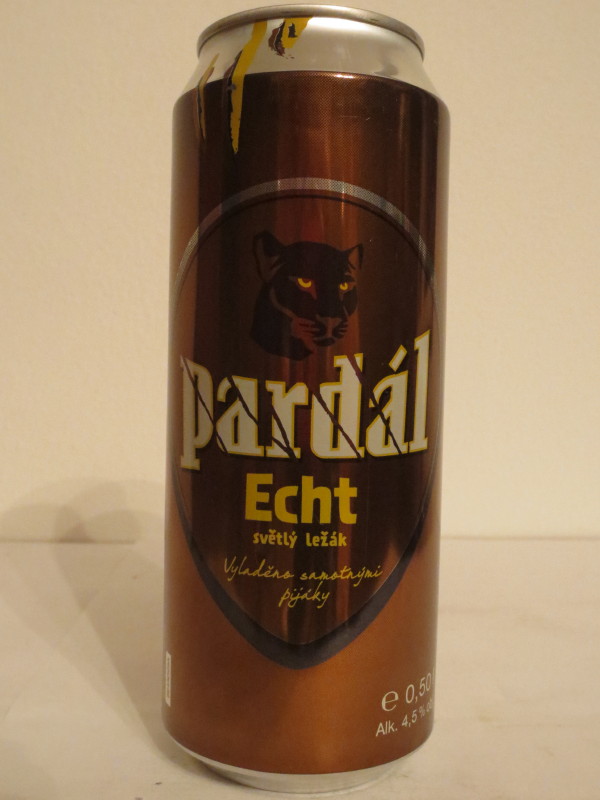 pardál
Echt
světlý ležák
Vyladěno samotnými
pijáky
e 0,50
Alk. 4,5 %